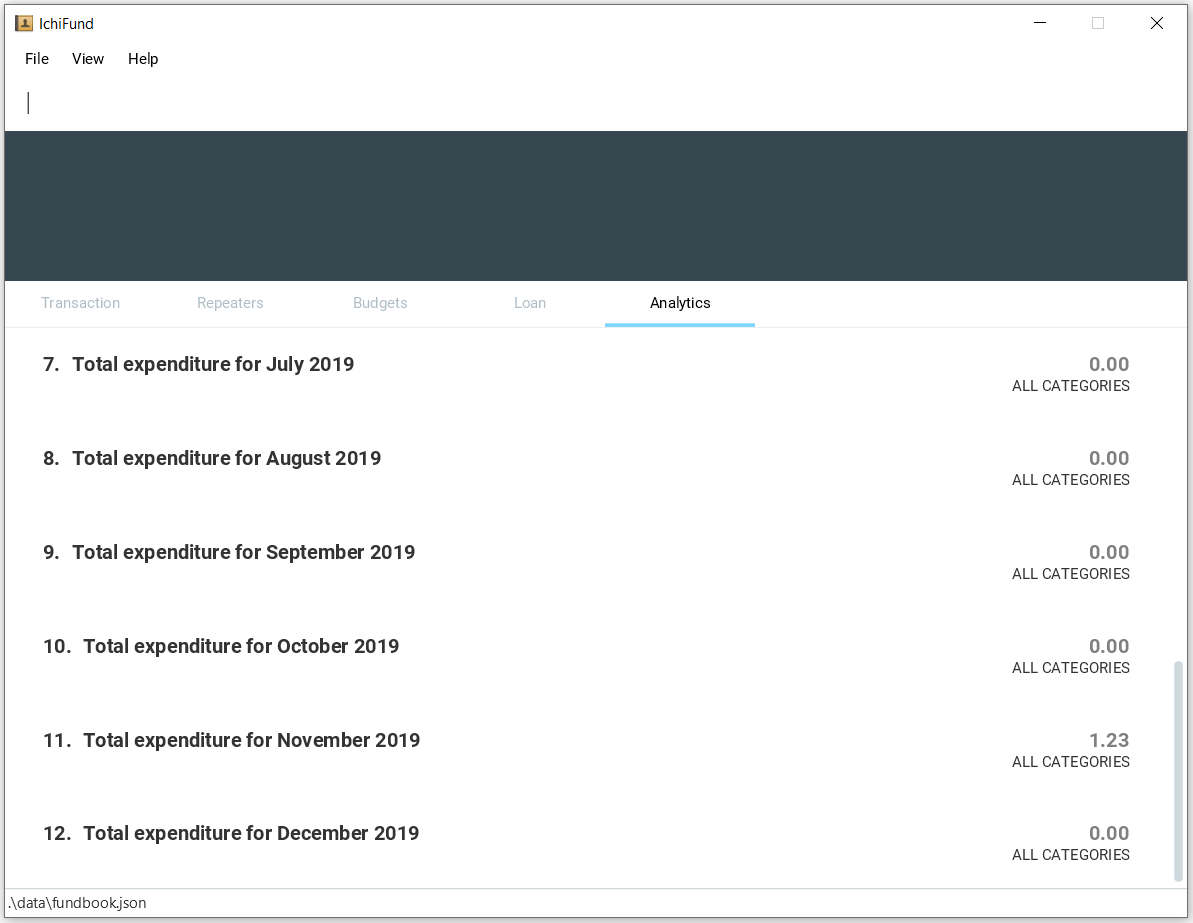 IchiFund
File View Help
Transaction Repeaters Budgets Loan Analytics
7. Total expenditure for July 2019 0.00
ALL CATEGORIES
8. Total expenditure for August 2019 0.00
ALL CATEGORIES
9. Total expenditure for September 2019 0.00
ALL CATEGORIES
10. Total expenditure for October 2019 0.00
ALL CATEGORIES
11. Total expenditure for November 2019 1.23
ALL CATEGORIES
12. Total expenditure for December 2019 0.00
ALL CATEGORIES
.\data\fundbook.json